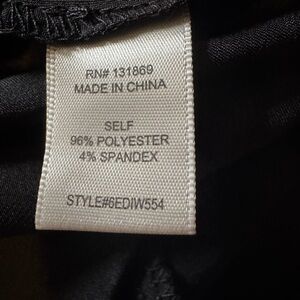 RN# 131869
MADE IN CHINA
SELF
96% POLYESTER
4% SPANDEX
STYLE#6EDIW554